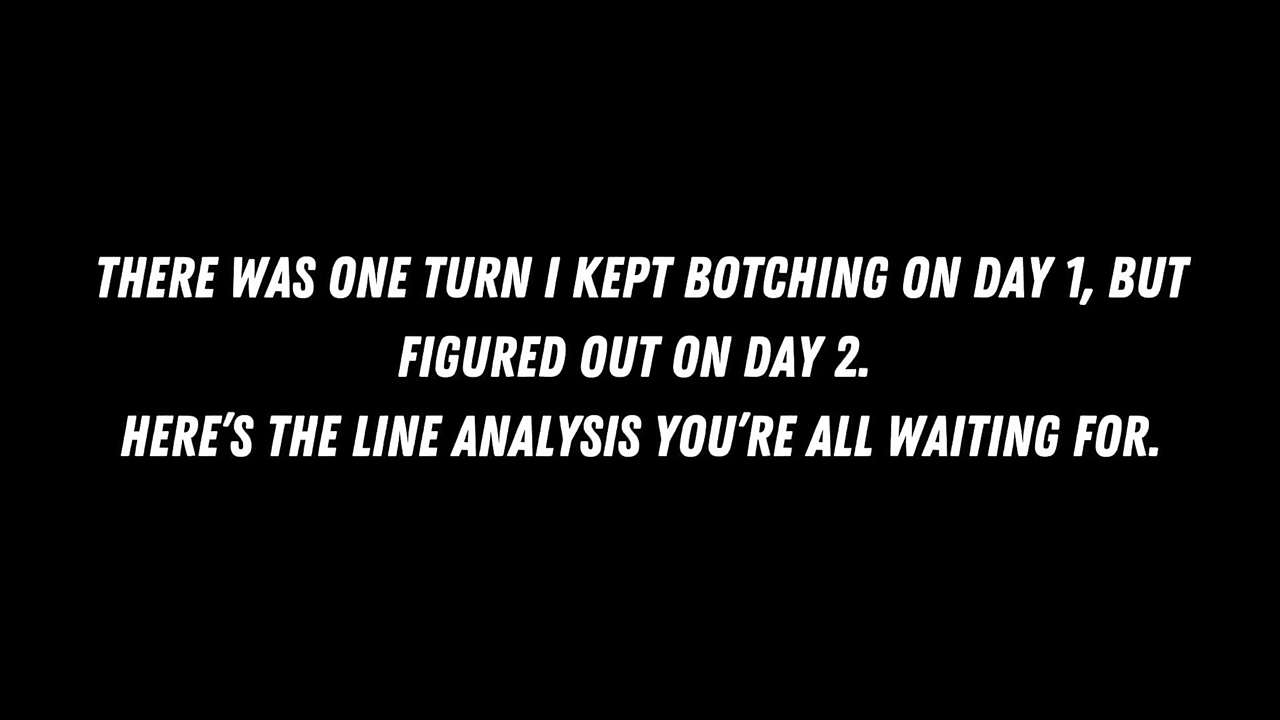 THERE WAS ONE TURN I KEPT BOTCHING ON DAY 1, BUT
FIGURED OUT ON DAY 2.
HERE'S THE LINE ANALYSIS YOU'RE ALL WAITING FOR.